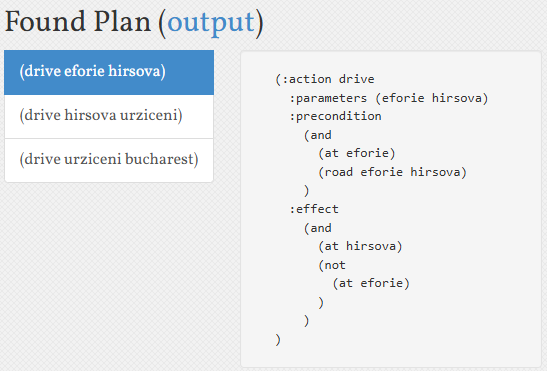 Found Plan (output)
(drive eforie hirsova)
(drive hirsova urziceni)
(drive urziceni bucharest)
(:action drive
  :parameters (eforie hirsova)
  :precondition
    (and
      (at eforie)
      (road eforie hirsova)
    )
  :effect
    (and
      (at hirsova)
      (not
        (at eforie)
      )
    )
)